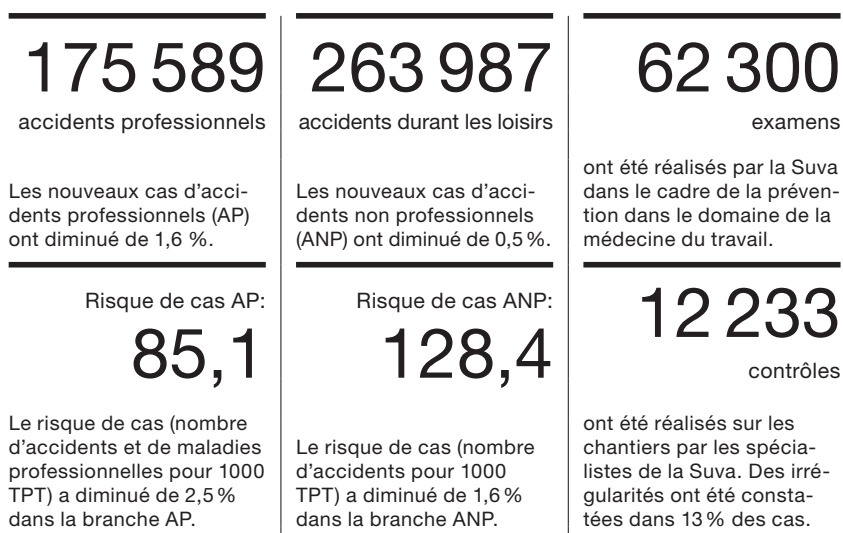 175 589
accidents professionnels
Les nouveaux cas d’acci-
dents professionnels (AP)
ont diminué de 1,6 %.
263 987
accidents durant les loisirs
Les nouveaux cas d’acci-
dents non professionnels
(ANP) ont diminué de 0,5 %.
62 300
examens
ont été réalisés par la Suva
dans le cadre de la préven-
tion dans le domaine de la
médecine du travail.
Risque de cas AP:
85,1
Le risque de cas (nombre
d’accidents et de maladies
professionnelles pour 1000
TPT) a diminué de 2,5 %
dans la branche AP.
Risque de cas ANP:
128,4
Le risque de cas (nombre
d’accidents pour 1000
TPT) a diminué de 1,6 %
dans la branche ANP.
12 233
contrôles
ont été réalisés sur les
chantiers par les spécia-
listes de la Suva. Des irré-
gularités ont été consta-
tées dans 13 % des cas.